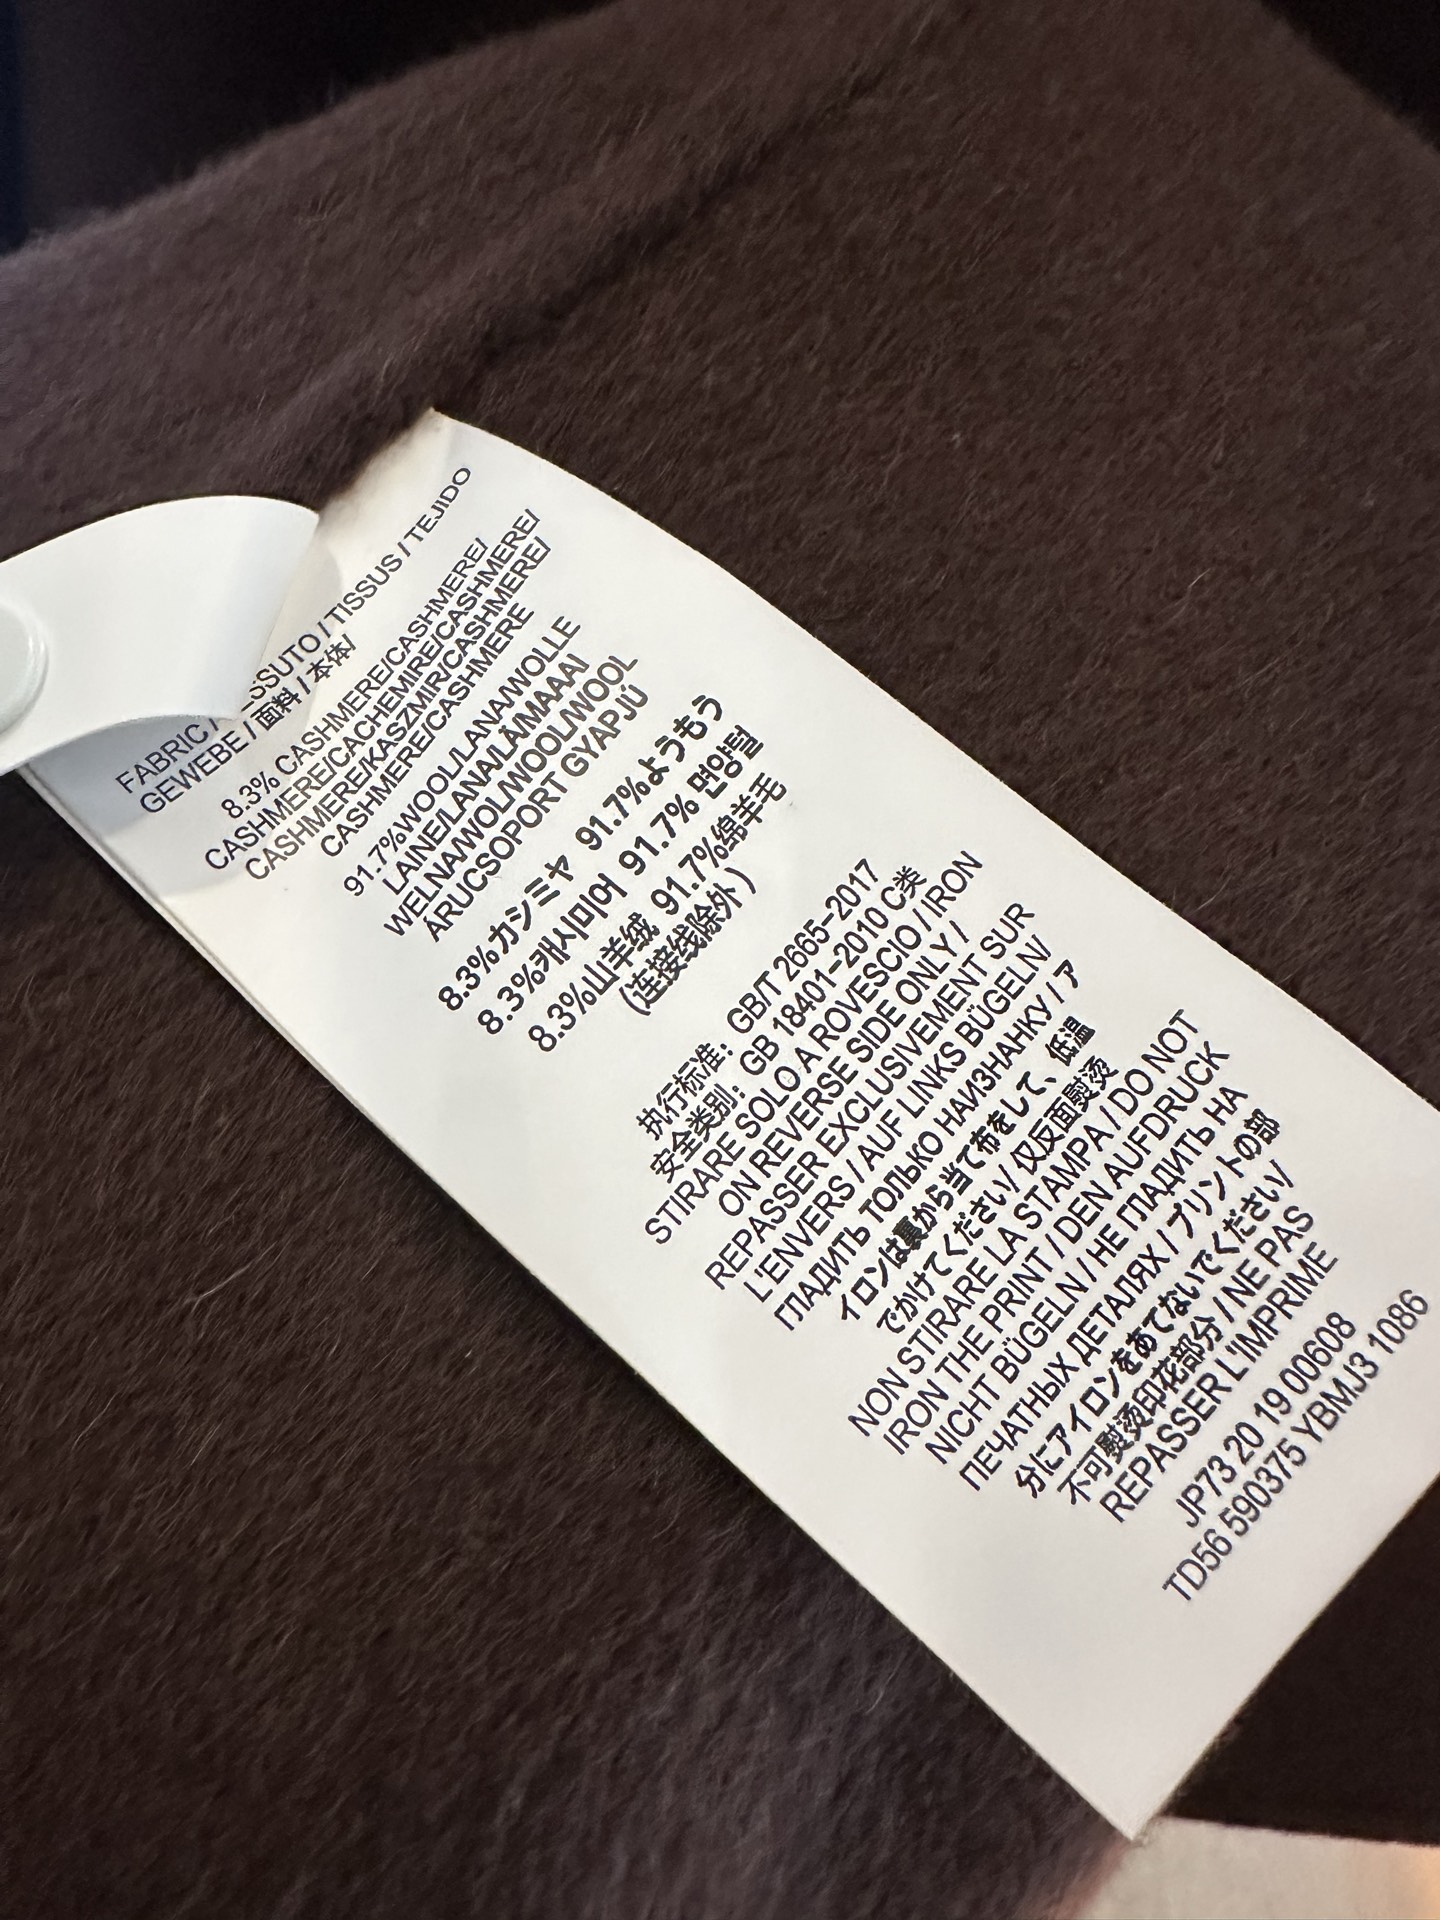 FABRIC / TESSUTO / TISSUS / TEJIDO
GEWEBE / 面料 / 本体/
8.3% CASHMERE/CASHMERE/
CASHMERE/CACHEMIRE/CASHMERE/
CASHMERE/KASZMIR/CASHMERE/
CASHMERE/CASHMERE
91.7%WOOL/LANA/WOLLE
LAINE/LANA/LÃ/MAAAI
WELNA/WOL/WOOL/WOOL
ÁRUCSOPORT GYAPJÚ
8.3%カシミヤ 91.7%ようもう
8.3%캐시미어 91.7% 면양털
8.3%山羊绒 91.7%绵羊毛
(连接线除外)
执行标准：GB/T 2665-2017
安全类别：GB 18401-2010 C类
STIRARE SOLO A ROVESCIO / IRON
ON REVERSE SIDE ONLY /
REPASSER EXCLUSIVEMENT SUR
L'ENVERS / AUF LINKS BÜGELN/
ГЛАДИТЬ ТОЛЬКО НАИЗНАНКУ / ア
イロンは裏から当て布をして、低温
でかけてください/ 仅反面熨烫
NON STIRARE LA STAMPA / DO NOT
IRON THE PRINT / DEN AUFDRUCK
NICHT BÜGELN / НЕ ГЛАДИТЬ НА
ПЕЧАТНЫХ ДЕТАЛЯХ / プリントの部
分にアイロンをあてないでください/
不可熨烫印花部分 / NE PAS
REPASSER L'IMPRIME
JP73 20 19 00608
TD56 590375 YBMJ3 1086